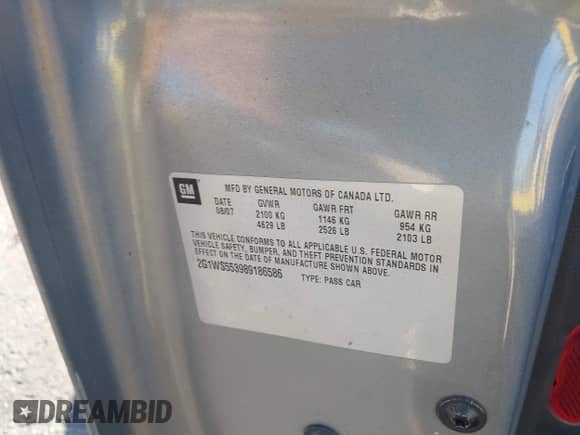 GM
MFD BY GENERAL MOTORS OF CANADA LTD.
DATE GVWR GAWR FRT GAWR RR
08/07 2100 KG 1146 KG 954 KG
4629 LB 2526 LB 2103 LB
THIS VEHICLE CONFORMS TO ALL APPLICABLE U.S. FEDERAL MOTOR
VEHICLE SAFETY, BUMPER, AND THEFT PREVENTION STANDARDS IN
EFFECT ON THE DATE OF MANUFACTURE SHOWN ABOVE.
2G1WS553989186586 TYPE: PASS CAR
DREAMBID